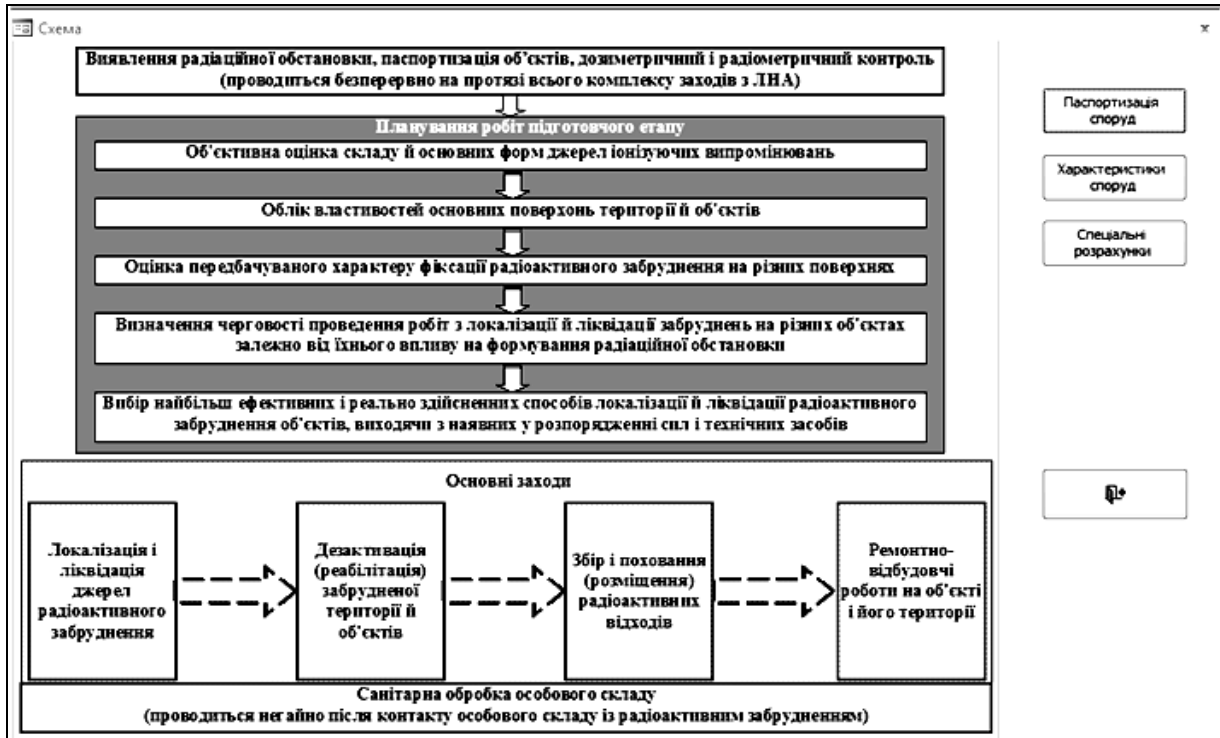 Схема
Виявлення радіаційної обстановки, паспортизація об'єктів, дозиметричний і радіометричний контроль
(проводиться безперервно на протязі всього комплексу заходів з ЛНА)
Планування робіт підготовчого етапу
Об'єктивна оцінка складу й основних форм джерел іонізуючих випромінювань
Облік властивостей основних поверхонь території й об'єктів
Оцінка передбачуваного характеру фіксації радіоактивного забруднення на різних поверхнях
Визначення черговості проведення робіт з локалізації й ліквідації забруднень на різних об'єктах
залежно від їхнього впливу на формування радіаційної обстановки
Вибір найбільш ефективних і реально здійсненних способів локалізації й ліквідації радіоактивного
забруднення об'єктів, виходячи з наявних у розпорядженні сил і технічних засобів
Основні заходи
Локалізація і
ліквідація
джерел
радіоактивного
забруднення
Дезактивація
(реабілітація)
забрудненої
території й
об'єктів
Збір і поховання
(розміщення)
радіоактивних
відходів
Ремонтно-
відбудовчі
роботи на об'єкті
і його території
Санітарна обробка особового складу
(проводиться негайно після контакту особового складу із радіоактивним забрудненням)
Паспортизація
споруд
Характеристики
споруд
Спеціальні
розрахунки